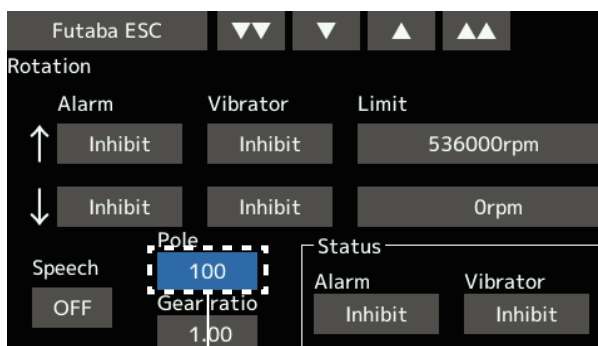 Futaba ESC ▼▼ ▼ ▲ ▲▲
Rotation
Alarm Vibrator Limit
↑ Inhibit Inhibit 536000rpm
↓ Inhibit Inhibit 0rpm
Pole
Status
Speech 100 Alarm Vibrator
OFF Gear ratio Inhibit Inhibit
1.00